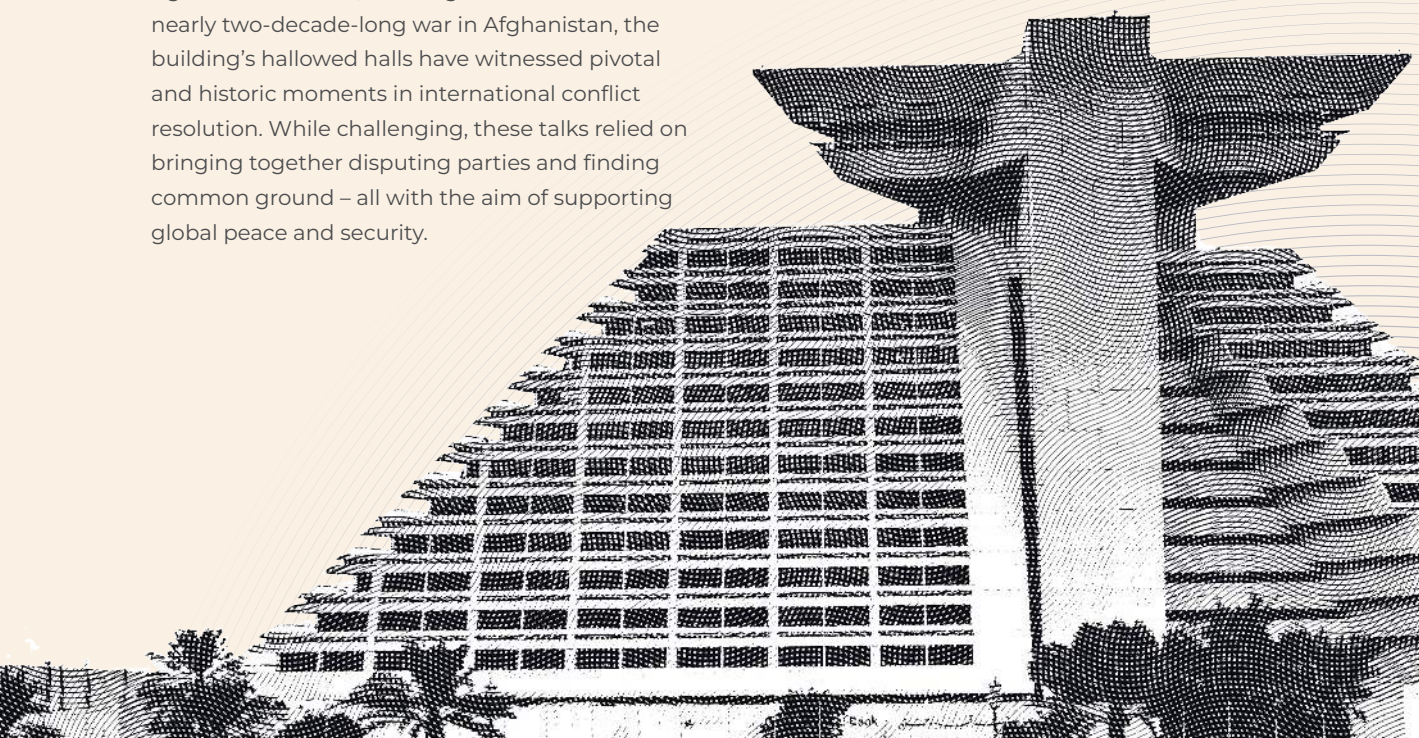 nearly two-decade-long war in Afghanistan, the
building’s hallowed halls have witnessed pivotal
and historic moments in international conflict
resolution. While challenging, these talks relied on
bringing together disputing parties and finding
common ground – all with the aim of supporting
global peace and security.